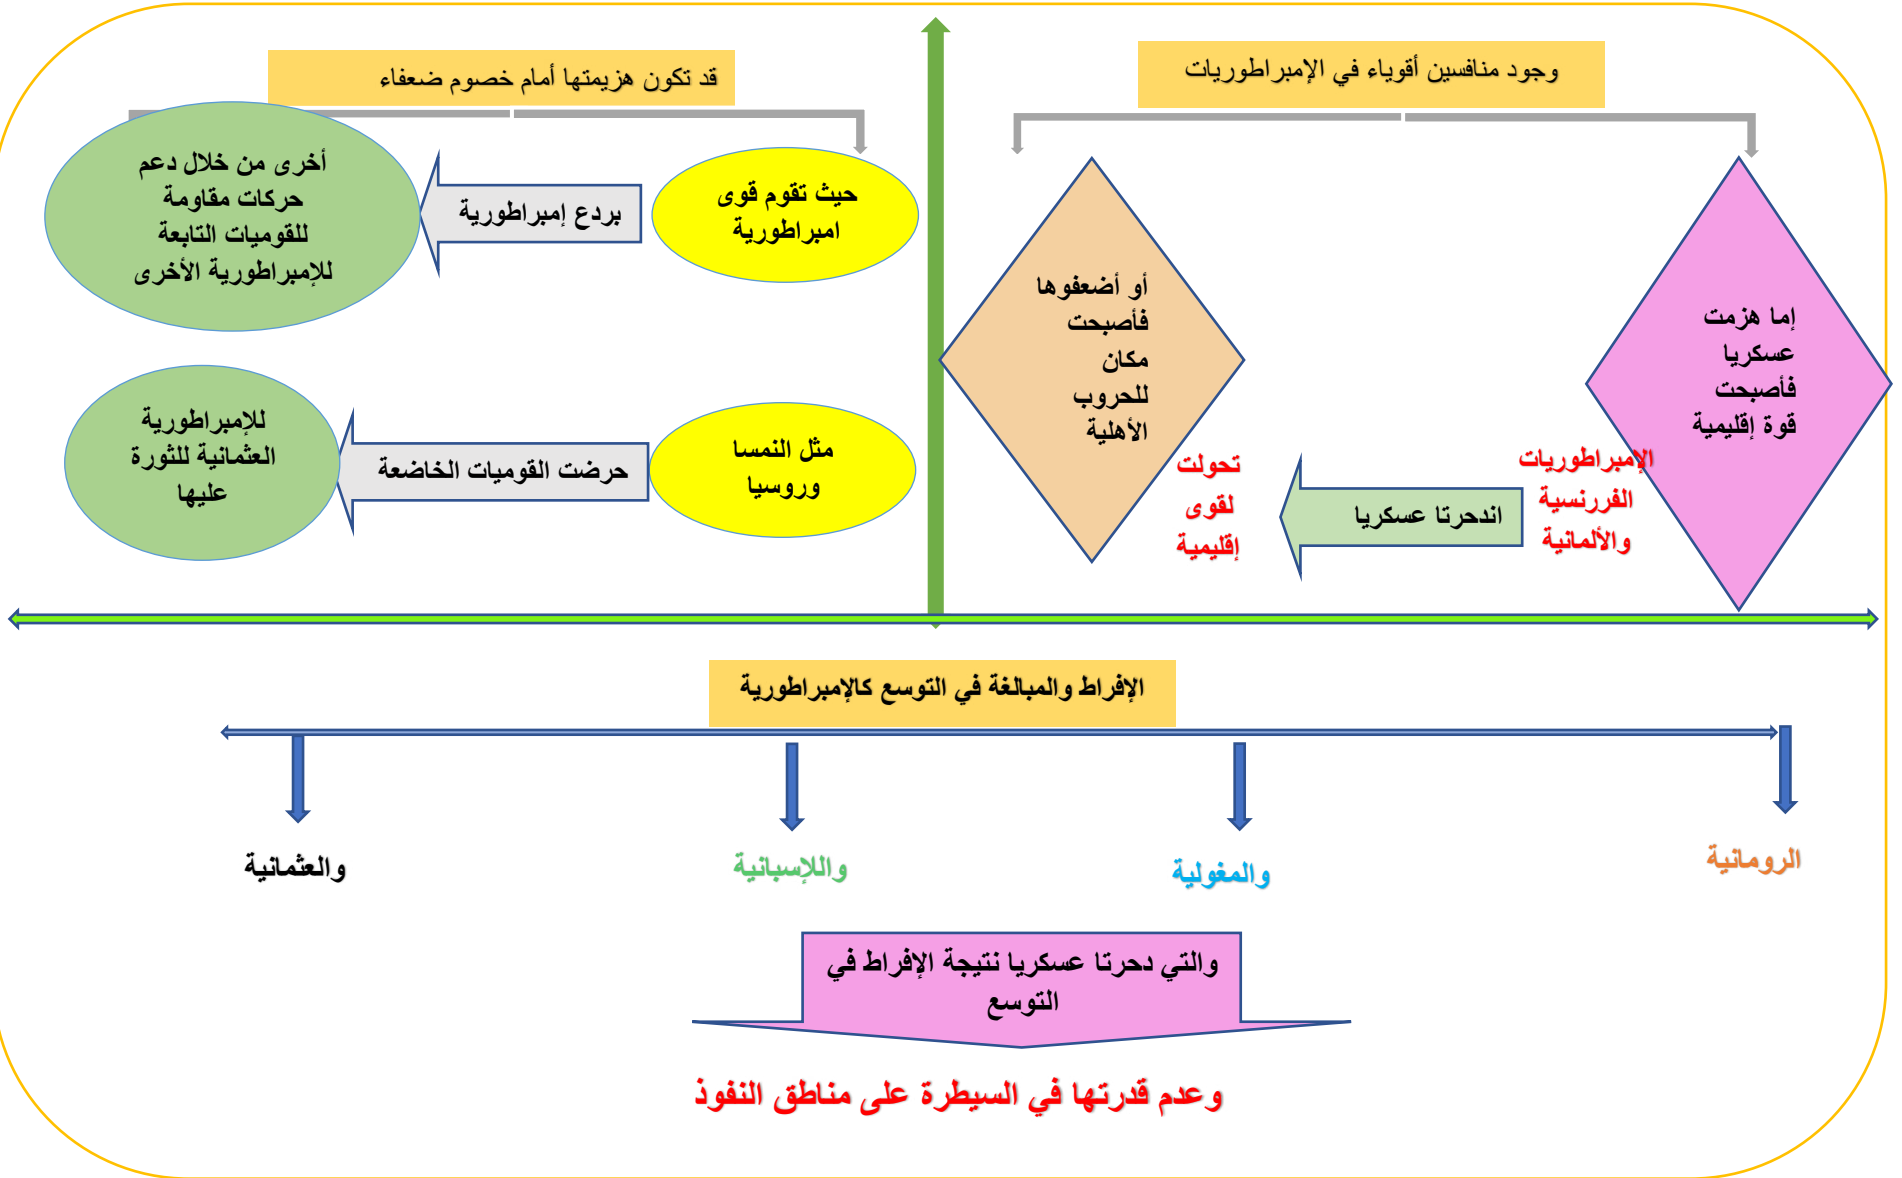 وجود منافسين أقوياء في الإمبراطوريات
إما هزمت
عسكريا
فأصبحت
قوة إقليمية
أو أضعفوها
فأصبحت
مكان
للحروب
الأهلية
الإمبراطوريات
الفررنسية
والألمانية
اندحرتا عسكريا
تحولت
لقوى
إقليمية
قد تكون هزيمتها أمام خصوم ضعفاء
حيث تقوم قوى
امبراطورية
بردع إمبراطورية
أخرى من خلال دعم
حركات مقاومة
للقوميات التابعة
للإمبراطورية الأخرى
مثل النمسا
وروسيا
حرضت القوميات الخاضعة
للإمبراطورية
العثمانية للثورة
عليها
الإفراط والمبالغة في التوسع كالإمبراطورية
الرومانية
والمغولية
واللإسبانية
والعثمانية
والتي دحرتا عسكريا نتيجة الإفراط في
التوسع
وعدم قدرتها في السيطرة على مناطق النفوذ